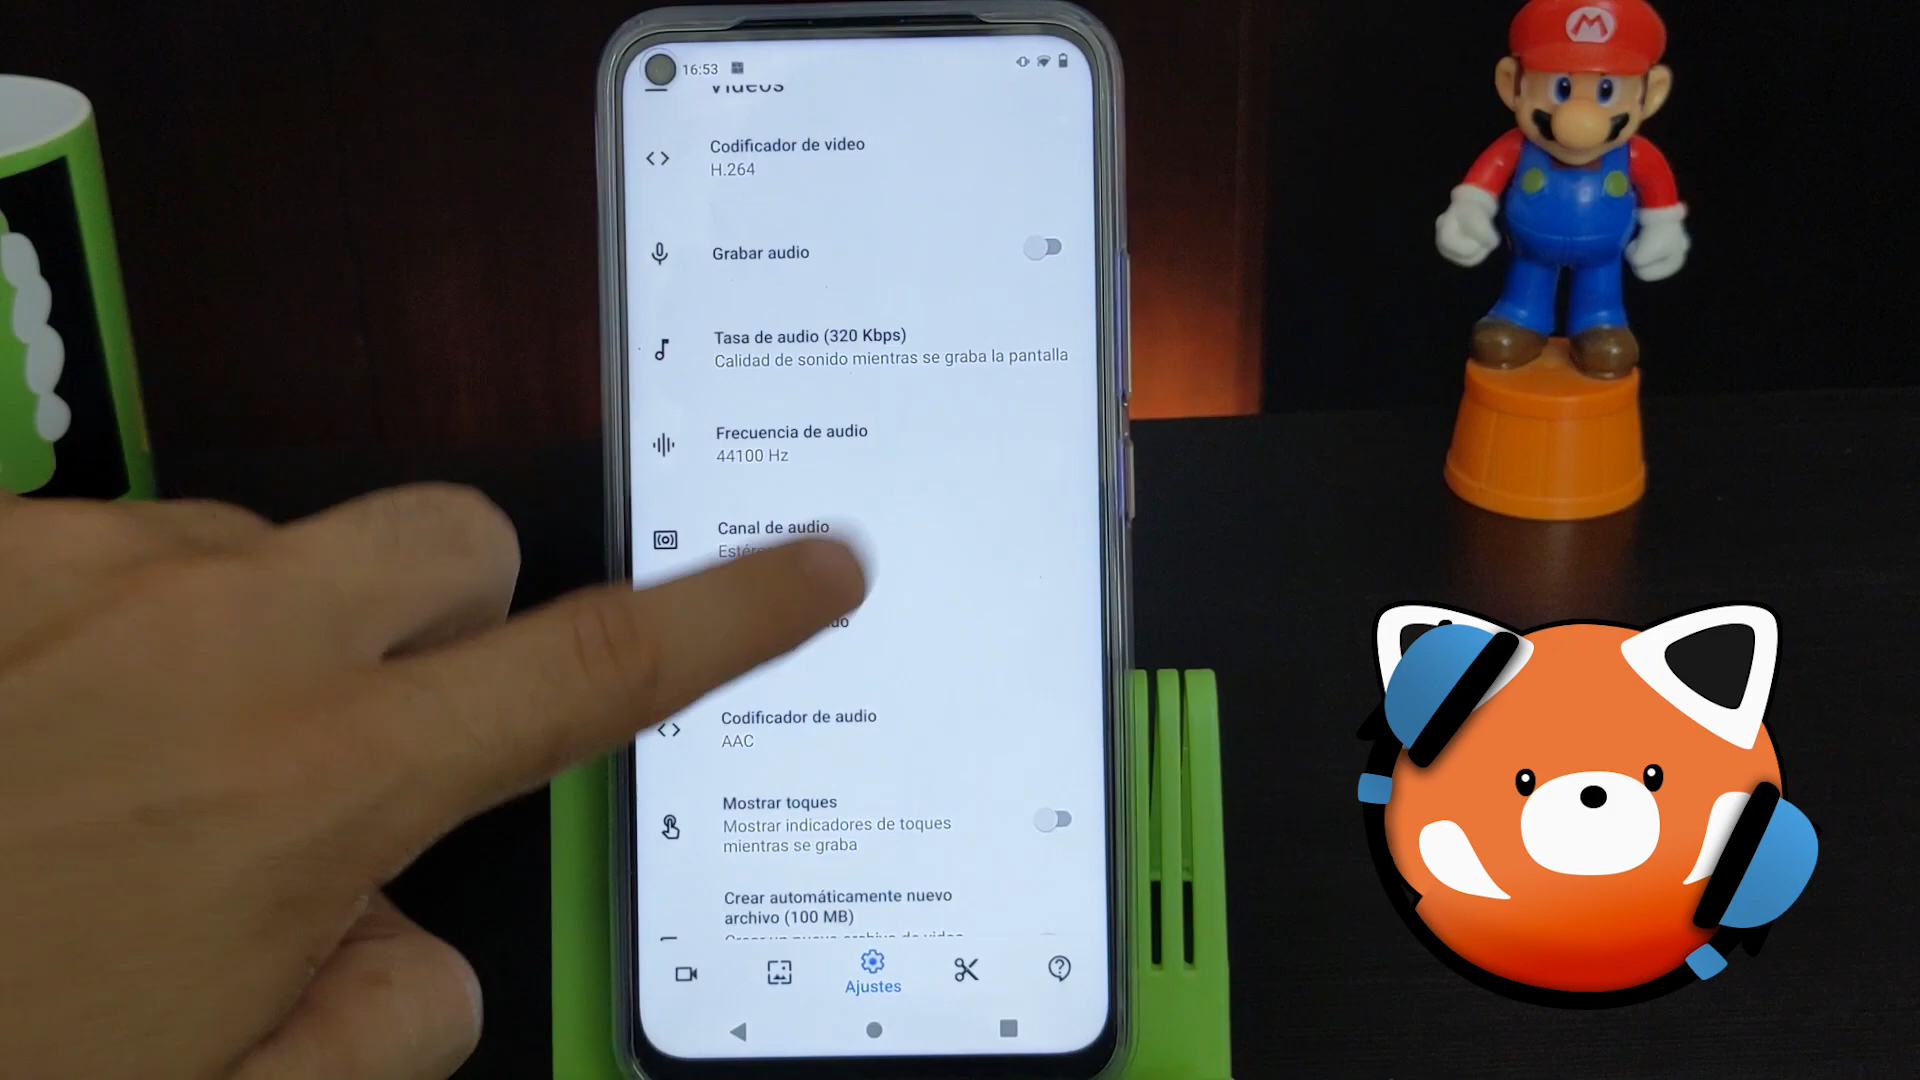 16:53
Videos
Codificador de video
H.264
Grabar audio
Tasa de audio (320 Kbps)
Calidad de sonido mientras se graba la pantalla
Frecuencia de audio
44100 Hz
Canal de audio
Codificador de audio
AAC
Mostrar toques
Mostrar indicadores de toques
mientras se graba
Crear automáticamente nuevo
archivo (100 MB)
Ajustes
M